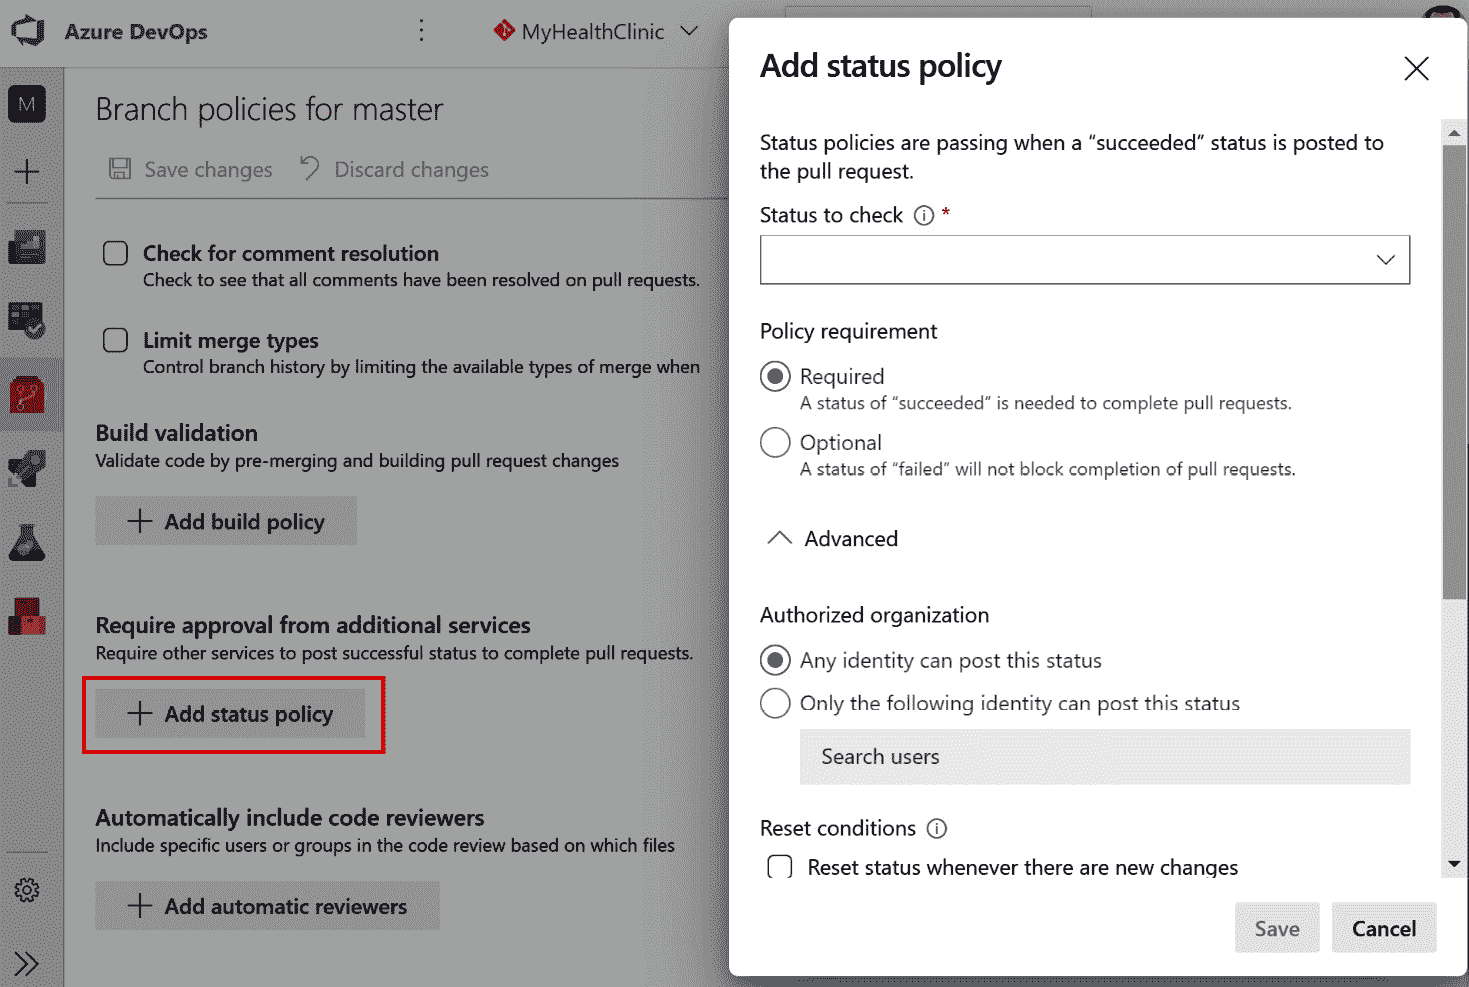 Azure DevOps
MyHealthClinic
M
Branch policies for master
Save changes
Discard changes
Check for comment resolution
Check to see that all comments have been resolved on pull requests.
Limit merge types
Control branch history by limiting the available types of merge when
Build validation
Validate code by pre-merging and building pull request changes
Add build policy
Require approval from additional services
Require other services to post successful status to complete pull requests.
Add status policy
Automatically include code reviewers
Include specific users or groups in the code review based on which files
Add automatic reviewers
Add status policy
Status policies are passing when a “succeeded” status is posted to
the pull request.
Status to check *
Policy requirement
Required
A status of “succeeded“ is needed to complete pull requests.
Optional
A status of “failed” will not block completion of pull requests.
Advanced
Authorized organization
Any identity can post this status
Only the following identity can post this status
Search users
Reset conditions
Reset status whenever there are new changes
Save
Cancel